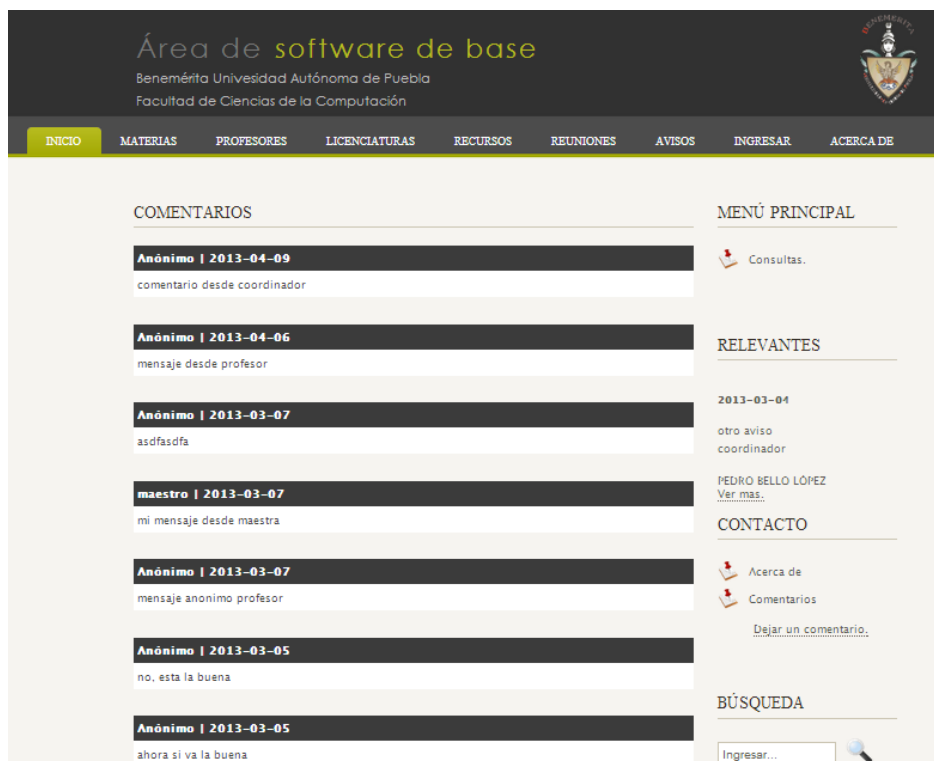 Área de software de base
Benemérita Univesidad Autónoma de Puebla
Facultad de Ciencias de la Computación
BENEMERITA
INICIO MATERIAS PROFESORES LICENCIATURAS RECURSOS REUNIONES AVISOS INGRESAR ACERCA DE
COMENTARIOS
Anónimo | 2013-04-09
comentario desde coordinador
Anónimo | 2013-04-06
mensaje desde profesor
Anónimo | 2013-03-07
asdfasdfa
maestro | 2013-03-07
mi mensaje desde maestra
Anónimo | 2013-03-07
mensaje anonimo profesor
Anónimo | 2013-03-05
no, esta la buena
Anónimo | 2013-03-05
ahora si va la buena
MENÚ PRINCIPAL
Consultas.
RELEVANTES
2013-03-04
otro aviso
coordinador
PEDRO BELLO LÓPEZ
Ver mas.
CONTACTO
Acerca de
Comentarios
Dejar un comentario.
BÚSQUEDA
Ingresar...